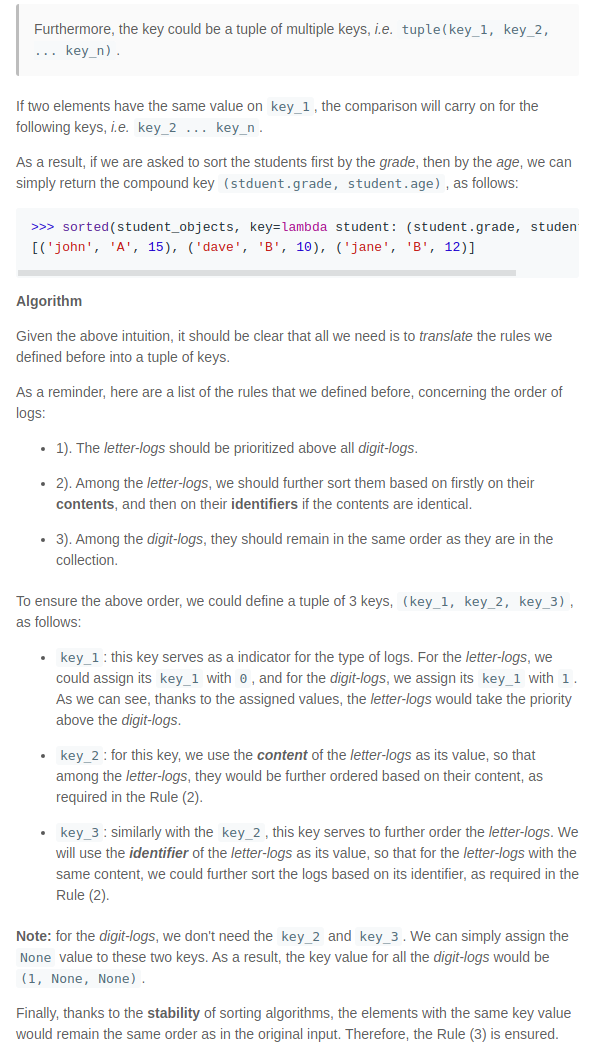 Furthermore, the key could be a tuple of multiple keys, i.e. tuple(key_1, key_2,
... key_n) .
If two elements have the same value on key_1 , the comparison will carry on for the
following keys, i.e. key_2 ... key_n .
As a result, if we are asked to sort the students first by the grade, then by the age, we can
simply return the compound key (stduent.grade, student.age) , as follows:
>>> sorted(student_objects, key=lambda student: (student.grade, studen
[('john', 'A', 15), ('dave', 'B', 10), ('jane', 'B', 12)]
Algorithm
Given the above intuition, it should be clear that all we need is to translate the rules we
defined before into a tuple of keys.
As a reminder, here are a list of the rules that we defined before, concerning the order of
logs:
• 1). The letter-logs should be prioritized above all digit-logs.
• 2). Among the letter-logs, we should further sort them based on firstly on their
contents, and then on their identifiers if the contents are identical.
• 3). Among the digit-logs, they should remain in the same order as they are in the
collection.
To ensure the above order, we could define a tuple of 3 keys, (key_1, key_2, key_3) ,
as follows:
• key_1 : this key serves as a indicator for the type of logs. For the letter-logs, we
could assign its key_1 with 0 , and for the digit-logs, we assign its key_1 with 1 .
As we can see, thanks to the assigned values, the letter-logs would take the priority
above the digit-logs.
• key_2 : for this key, we use the content of the letter-logs as its value, so that
among the letter-logs, they would be further ordered based on their content, as
required in the Rule (2).
• key_3 : similarly with the key_2 , this key serves to further order the letter-logs. We
will use the identifier of the letter-logs as its value, so that for the letter-logs with the
same content, we could further sort the logs based on its identifier, as required in the
Rule (2).
Note: for the digit-logs, we don't need the key_2 and key_3 . We can simply assign the
None value to these two keys. As a result, the key value for all the digit-logs would be
(1, None, None) .
Finally, thanks to the stability of sorting algorithms, the elements with the same key value
would remain the same order as in the original input. Therefore, the Rule (3) is ensured.